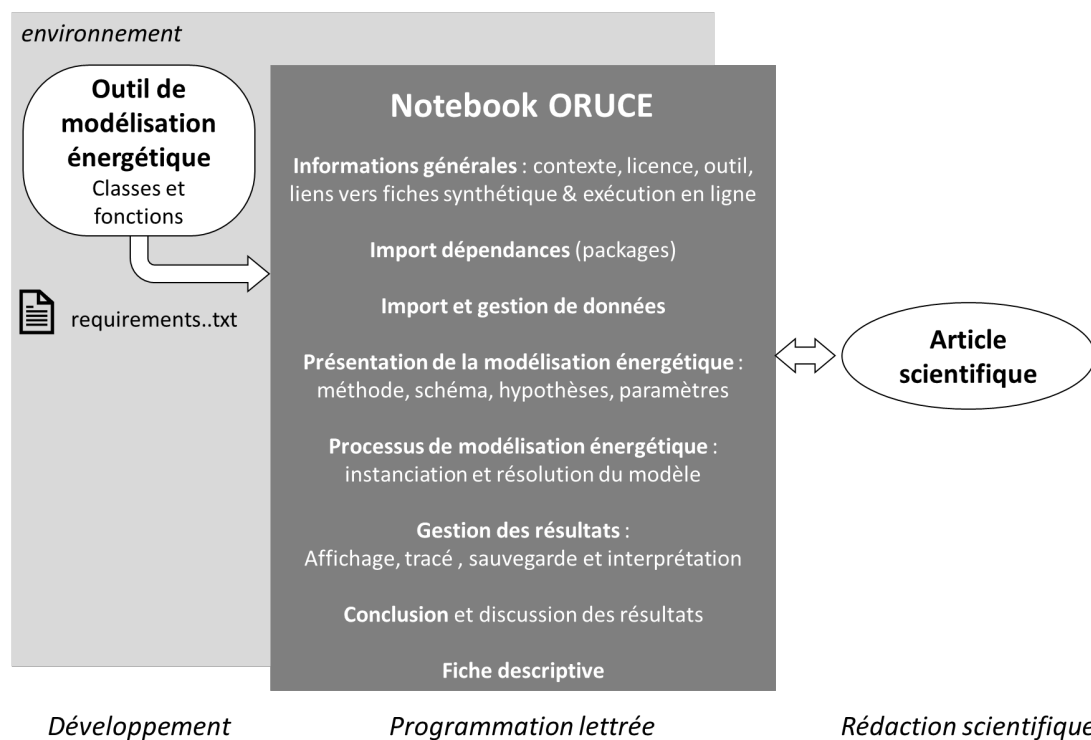 environnement
Outil de
modélisation
énergétique
Classes et
fonctions
requirements..txt
Notebook ORUCE
Informations générales : contexte, licence, outil,
liens vers fiches synthétique & exécution en ligne
Import dépendances (packages)
Import et gestion de données
Présentation de la modélisation énergétique :
méthode, schéma, hypothèses, paramètres
Processus de modélisation énergétique :
instanciation et résolution du modèle
Gestion des résultats :
Affichage, tracé , sauvegarde et interprétation
Conclusion et discussion des résultats
Fiche descriptive
Article
scientifique
Développement
Programmation lettrée
Rédaction scientifique